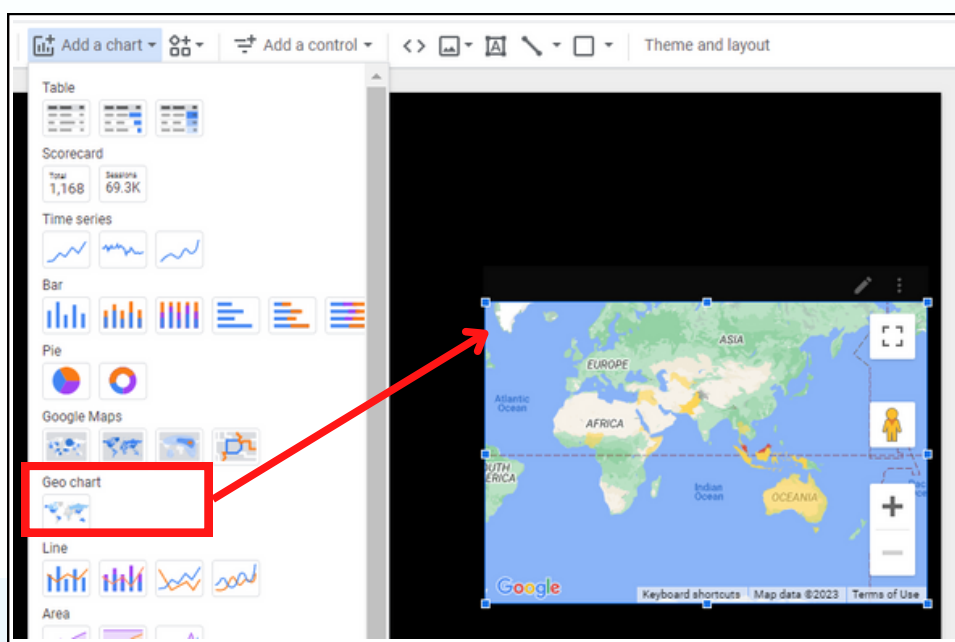 Add a chart
Add a control
Theme and layout
Table
Scorecard
Total
1,168
Sessions
69.3K
Time series
Bar
Pie
Google Maps
Geo chart
Line
Area
ASIA
EUROPE
Atlantic
Ocean
AFRICA
UTH
ERICA
Indian
Ocean
OCEANIA
Google
Keyboard shortcuts
Map data ©2023
Terms of Use